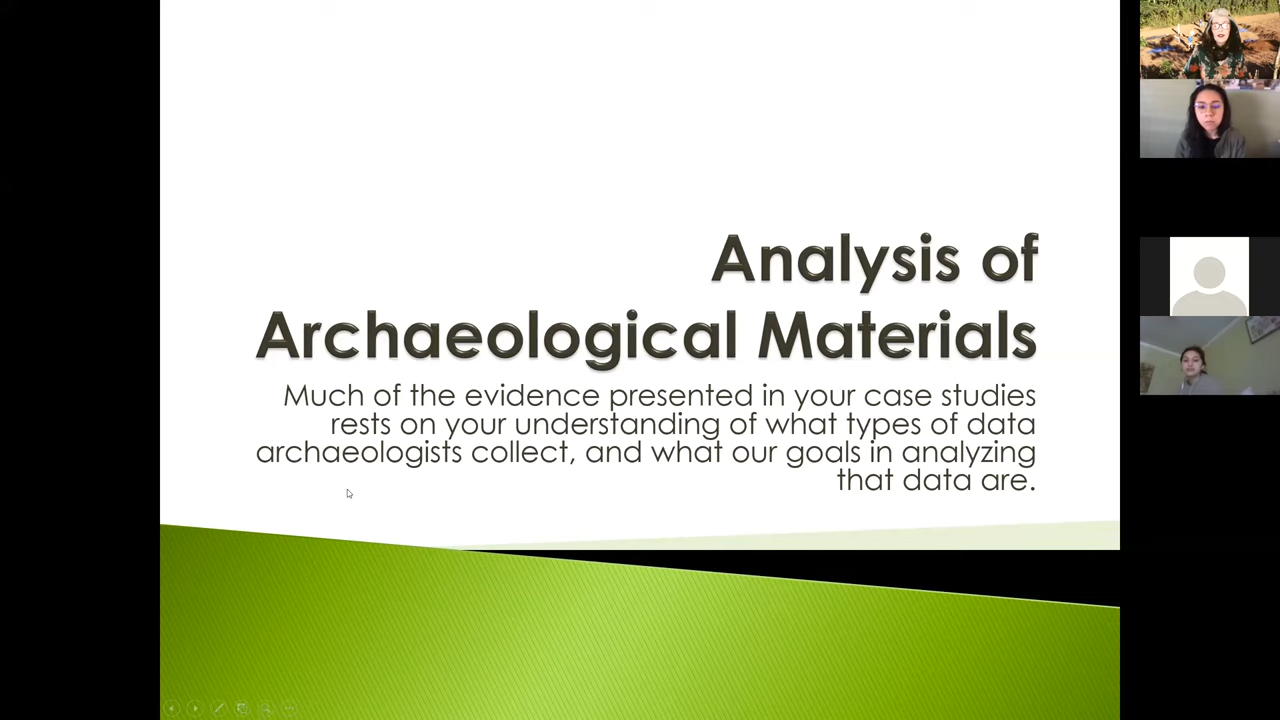 Analysis of
Archaeological Materials
Much of the evidence presented in your case studies
rests on your understanding of what types of data
archaeologists collect, and what our goals in analyzing
that data are.